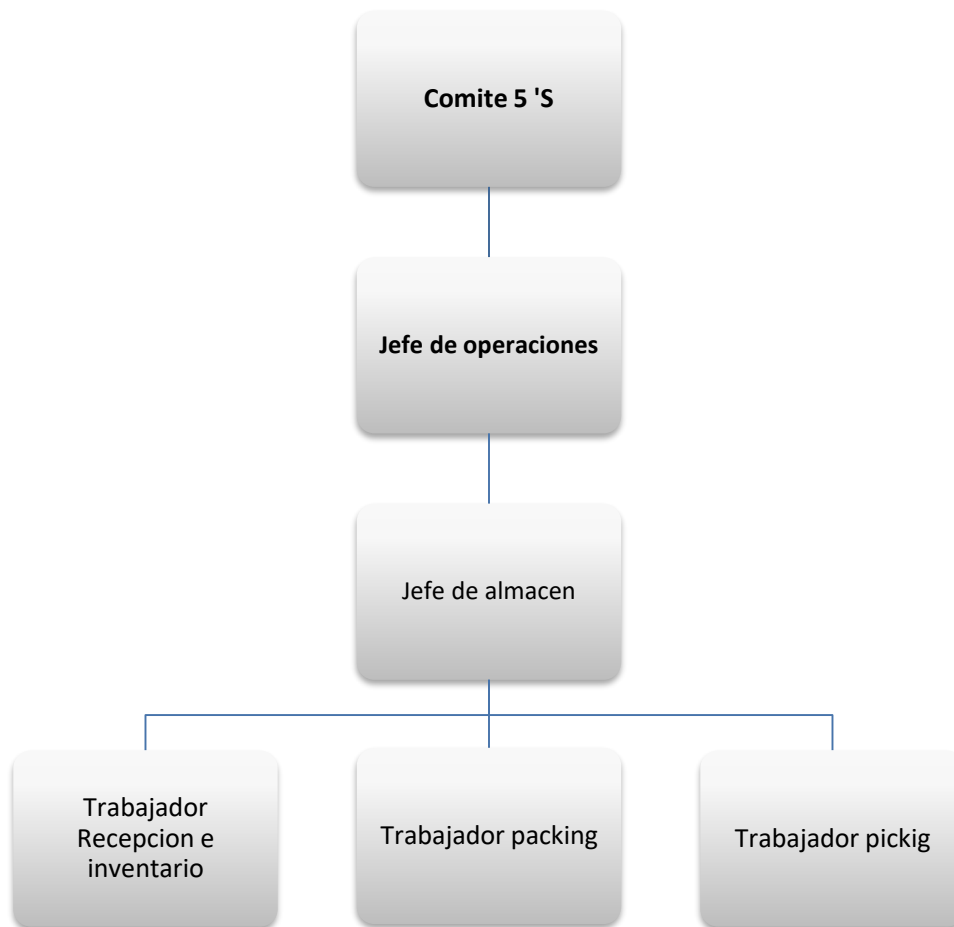 Comite 5 'S
Jefe de operaciones
Jefe de almacen
Trabajador
Recepcion e
inventario
Trabajador packing
Trabajador pickig